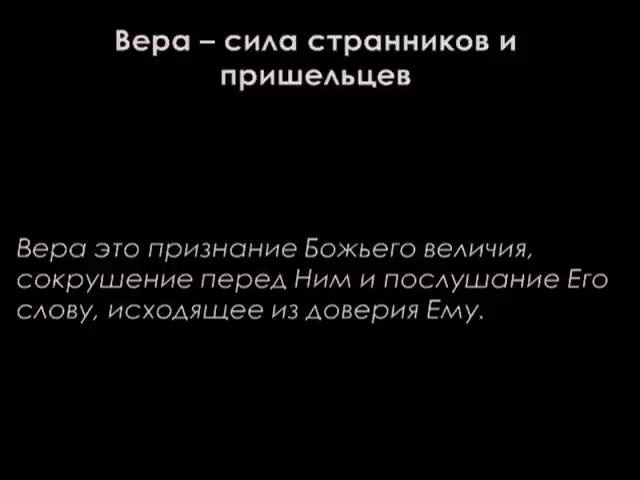 Вера – сила странников и
пришельцев
Вера это признание Божьего величия,
сокрушение перед Ним и послушание Его
слову, исходящее из доверия Ему.